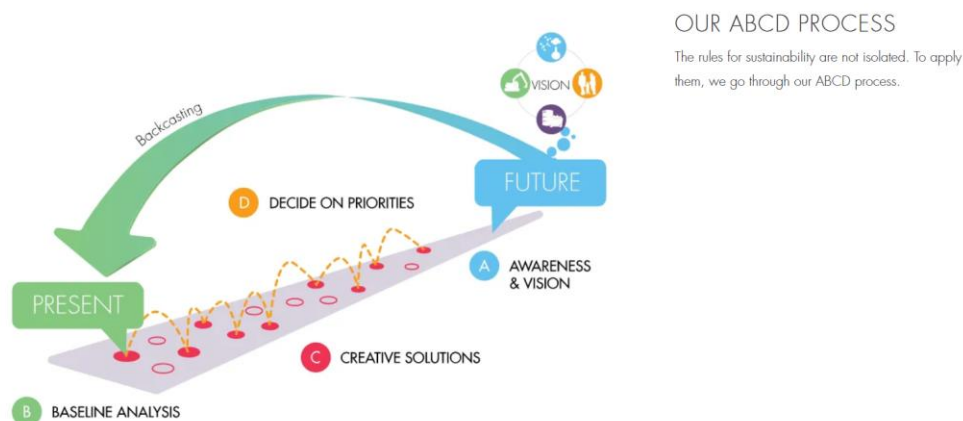 OUR ABCD PROCESS
The rules for sustainability are not isolated. To apply
them, we go through our ABCD process.
VISION
Backcasting
FUTURE
D DECIDE ON PRIORITIES
A AWARENESS
& VISION
PRESENT
C CREATIVE SOLUTIONS
B BASELINE ANALYSIS